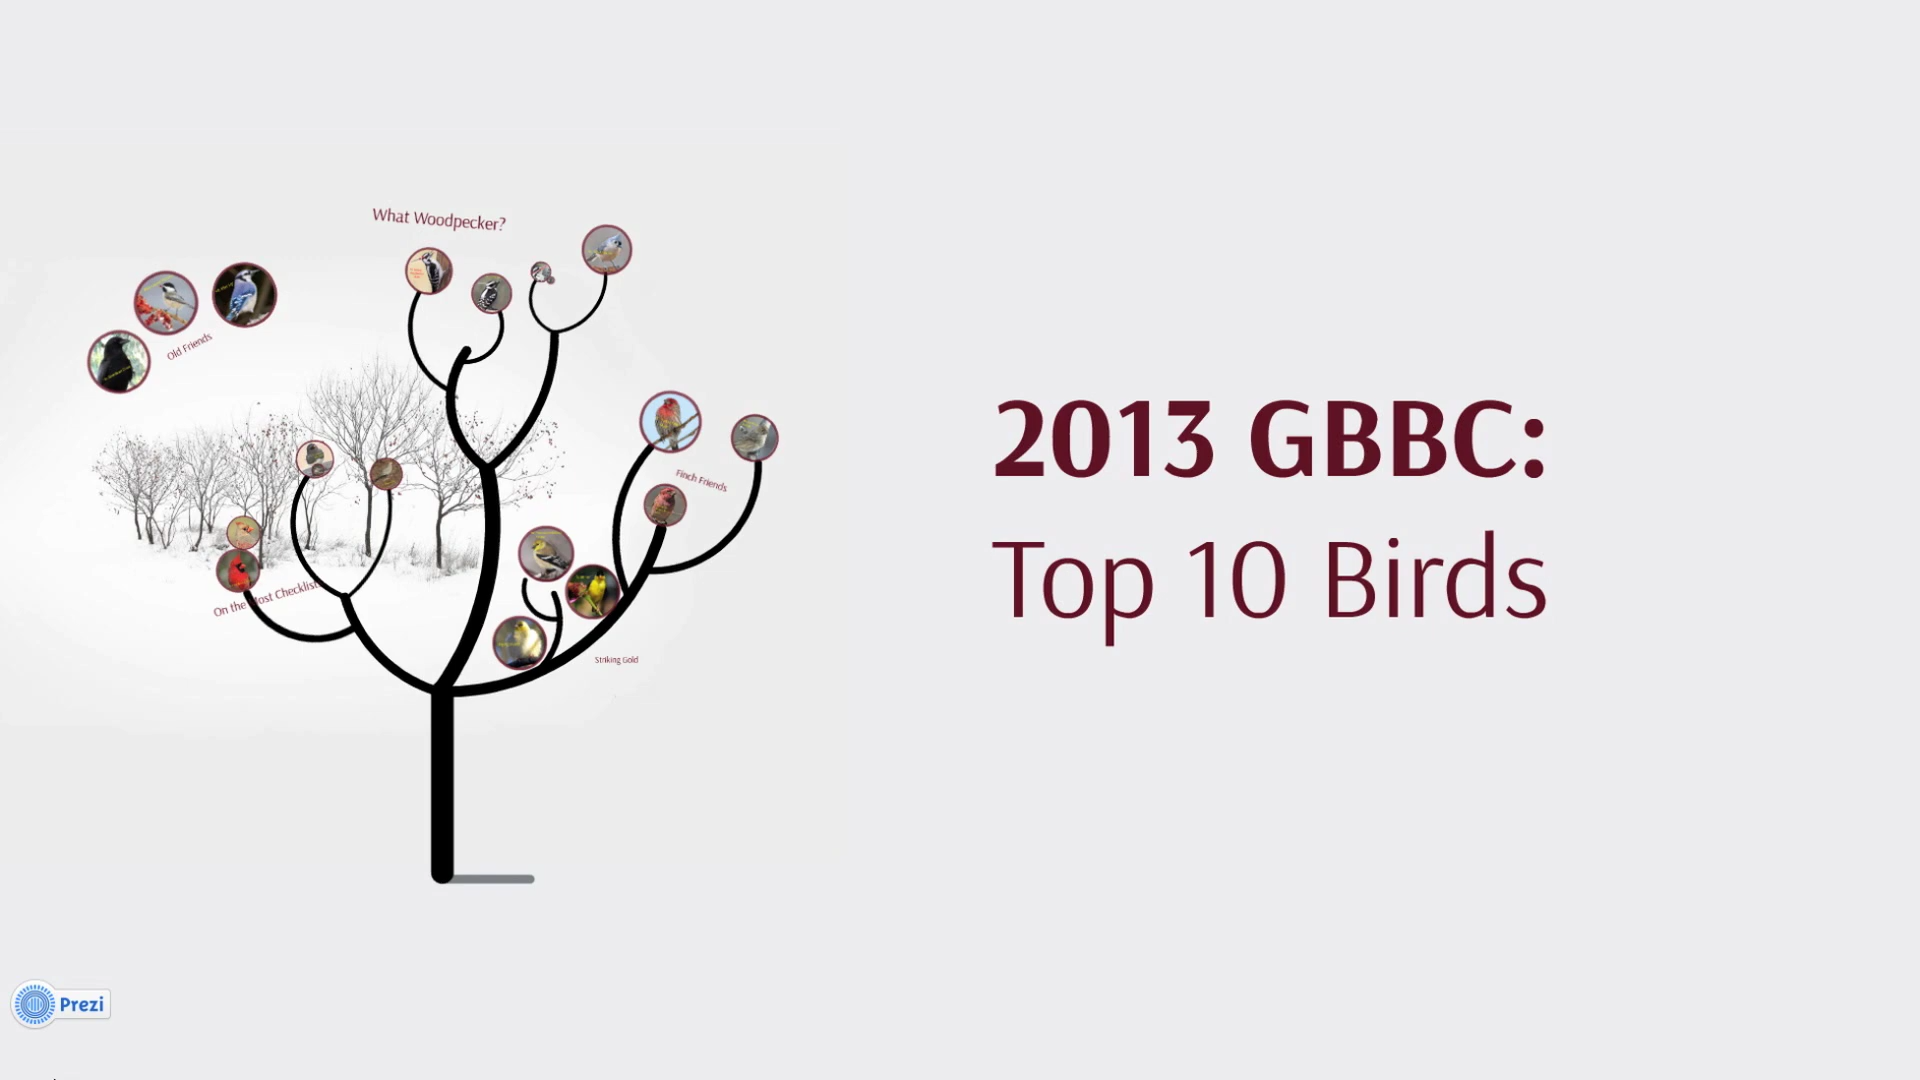 What Woodpecker?
Old Friends
Finch Friends
On the Most Checklists
Striking Gold
2013 GBBC:
Top 10 Birds
Prezi